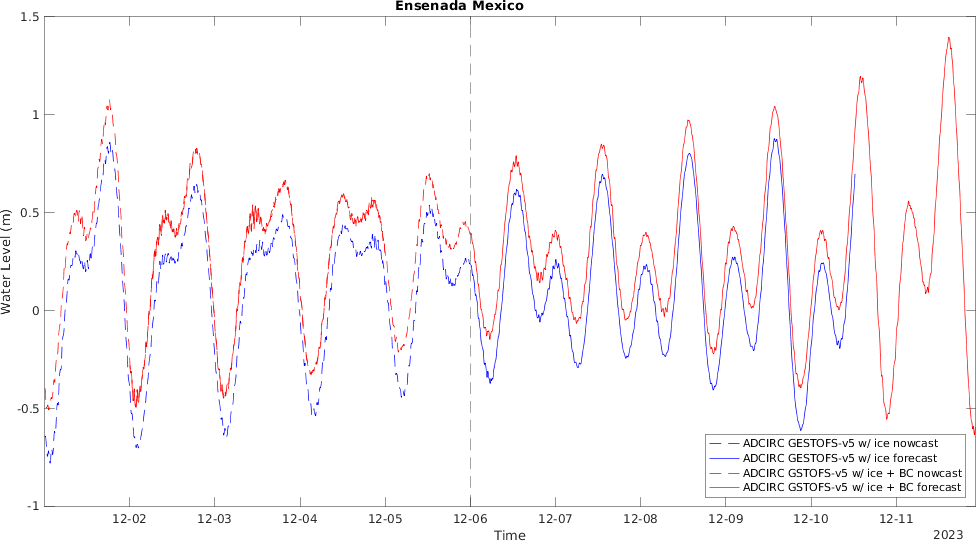 Ensenada Mexico
Water Level (m)
1.5
1
0.5
0
-0.5
-1
ADCIRC GESTOFS-v5 w/ ice nowcast
ADCIRC GESTOFS-v5 w/ ice forecast
ADCIRC GSTOFS-v5 w/ ice + BC nowcast
ADCIRC GSTOFS-v5 w/ ice + BC forecast
12-02 12-03 12-04 12-05 12-06 12-07 12-08 12-09 12-10 12-11
Time
2023